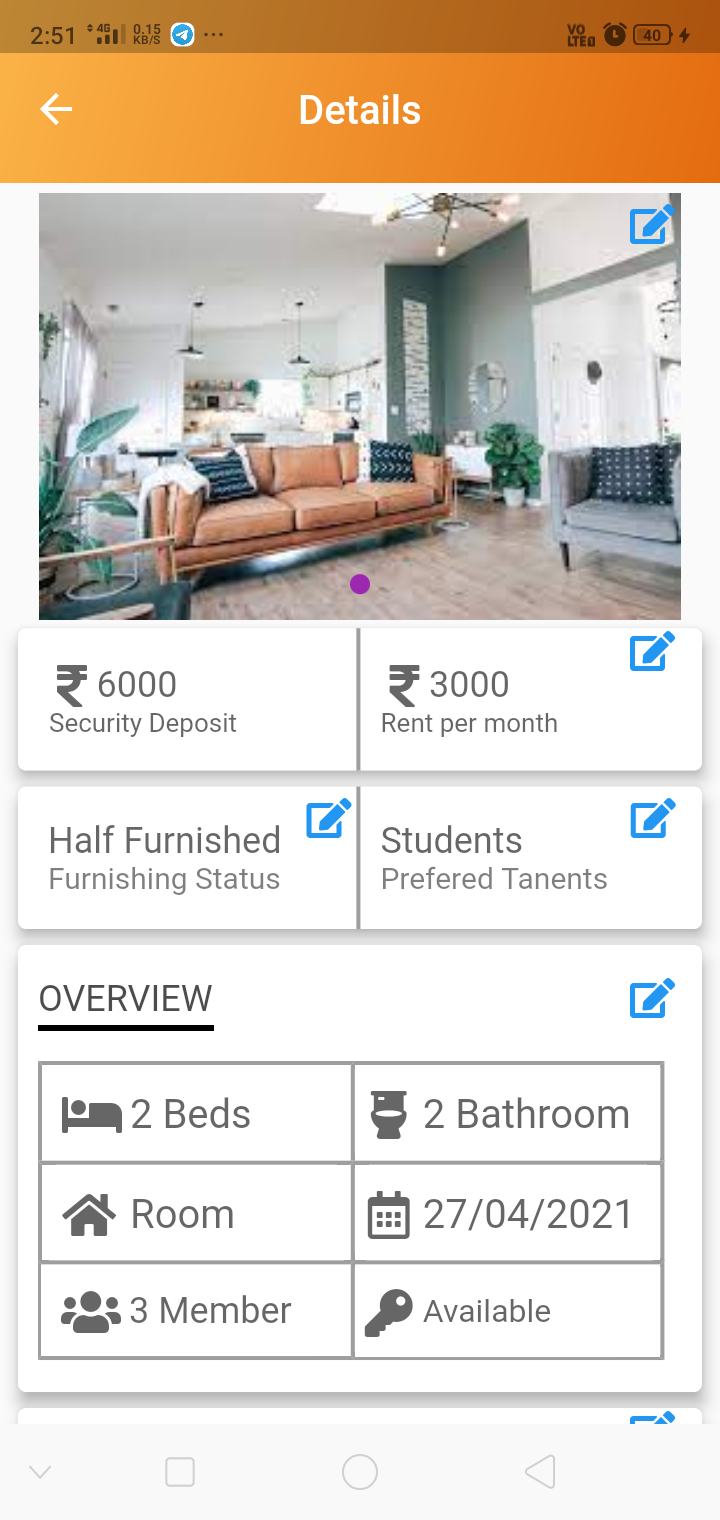 2:51 4G 0.15 KB/S ... VO LTE 40
Details
₹ 6000
Security Deposit
₹ 3000
Rent per month
Half Furnished
Furnishing Status
Students
Prefered Tanents
OVERVIEW
2 Beds
2 Bathroom
Room
27/04/2021
3 Member
Available